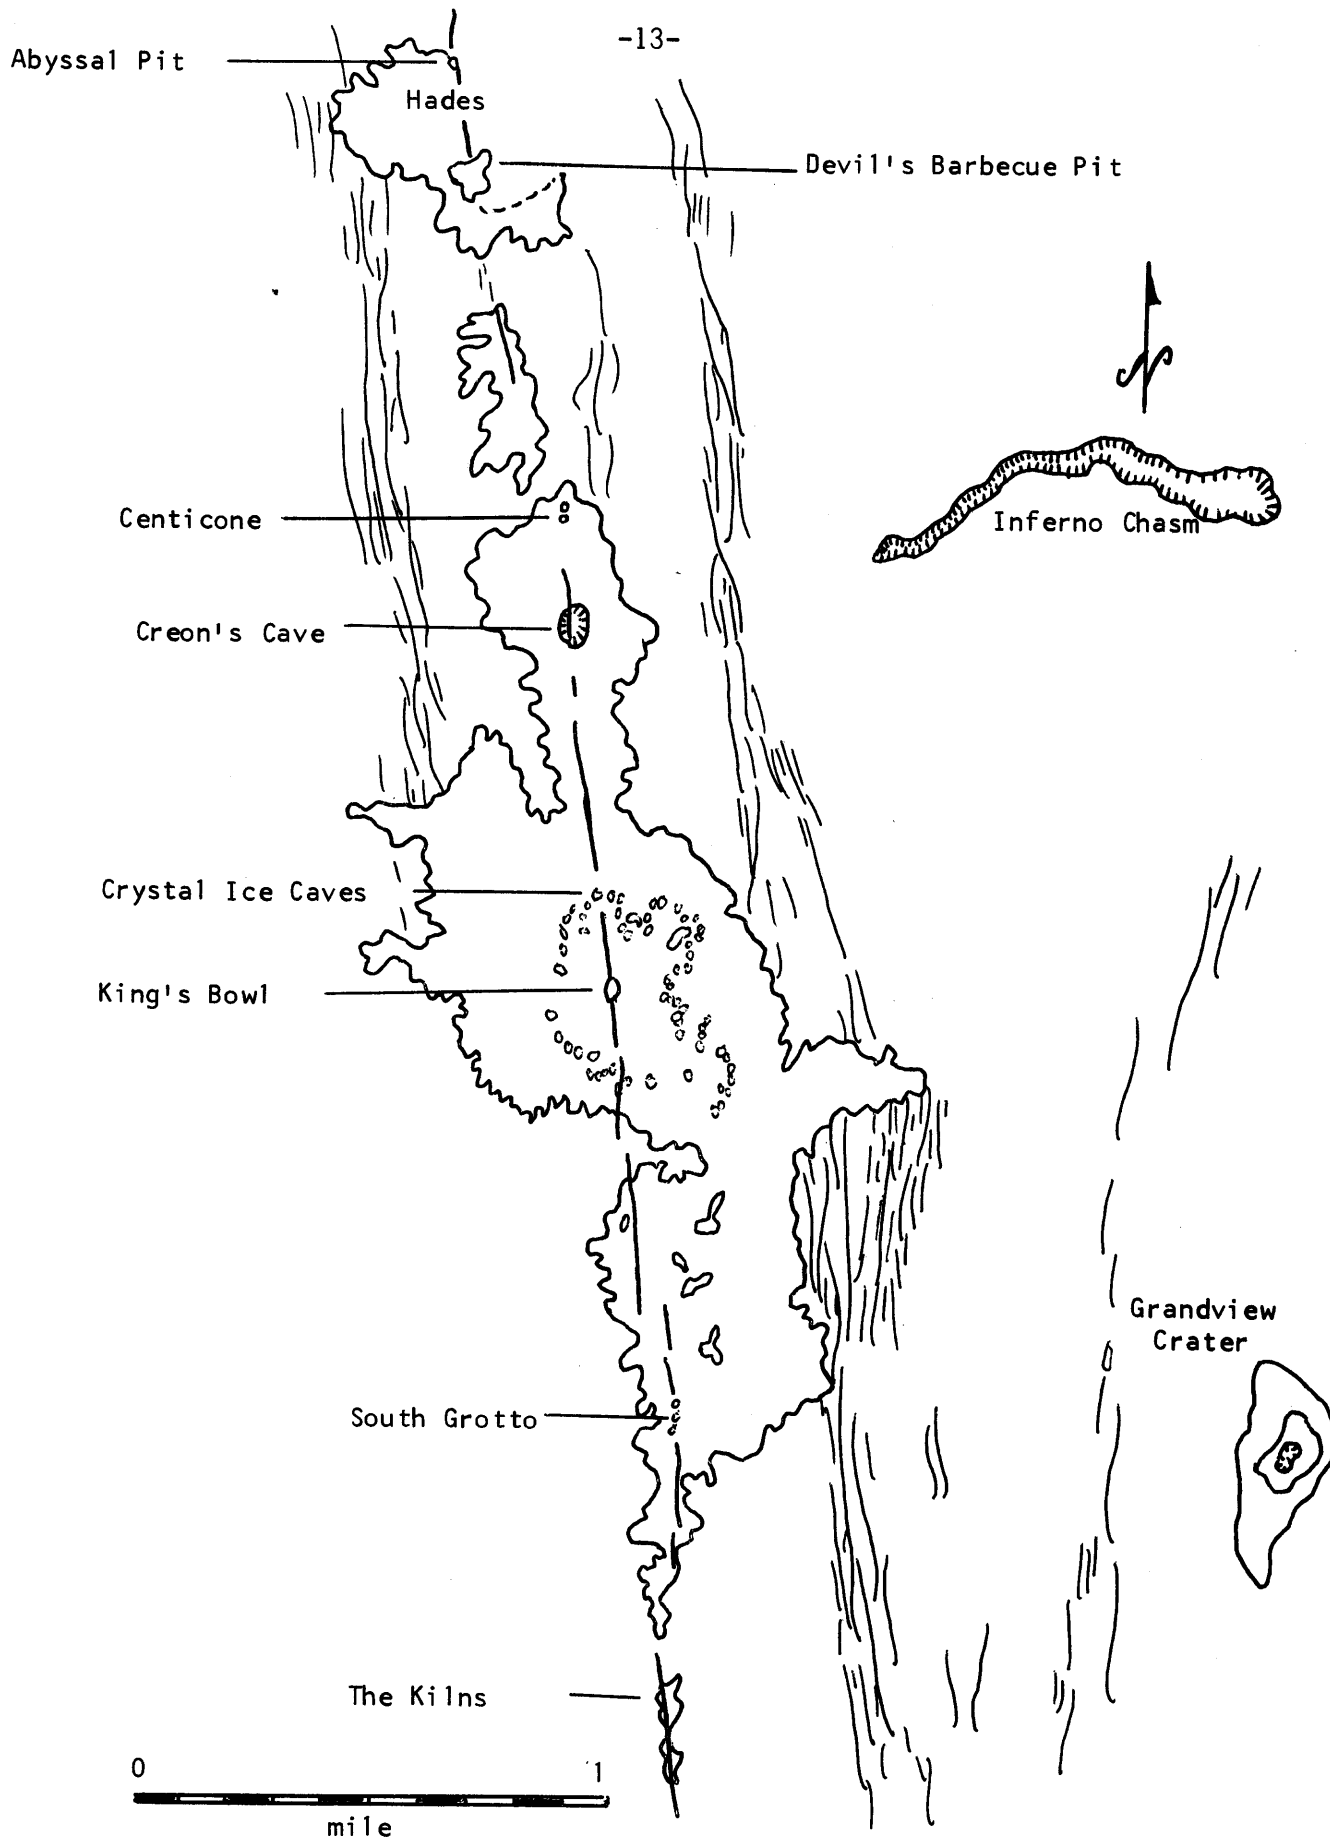 -13-
Abyssal Pit
Hades
Devil's Barbecue Pit
Centicone
Inferno Chasm
Creon's Cave
Crystal Ice Caves
King's Bowl
Grandview
Crater
South Grotto
The Kilns
0 1
mile